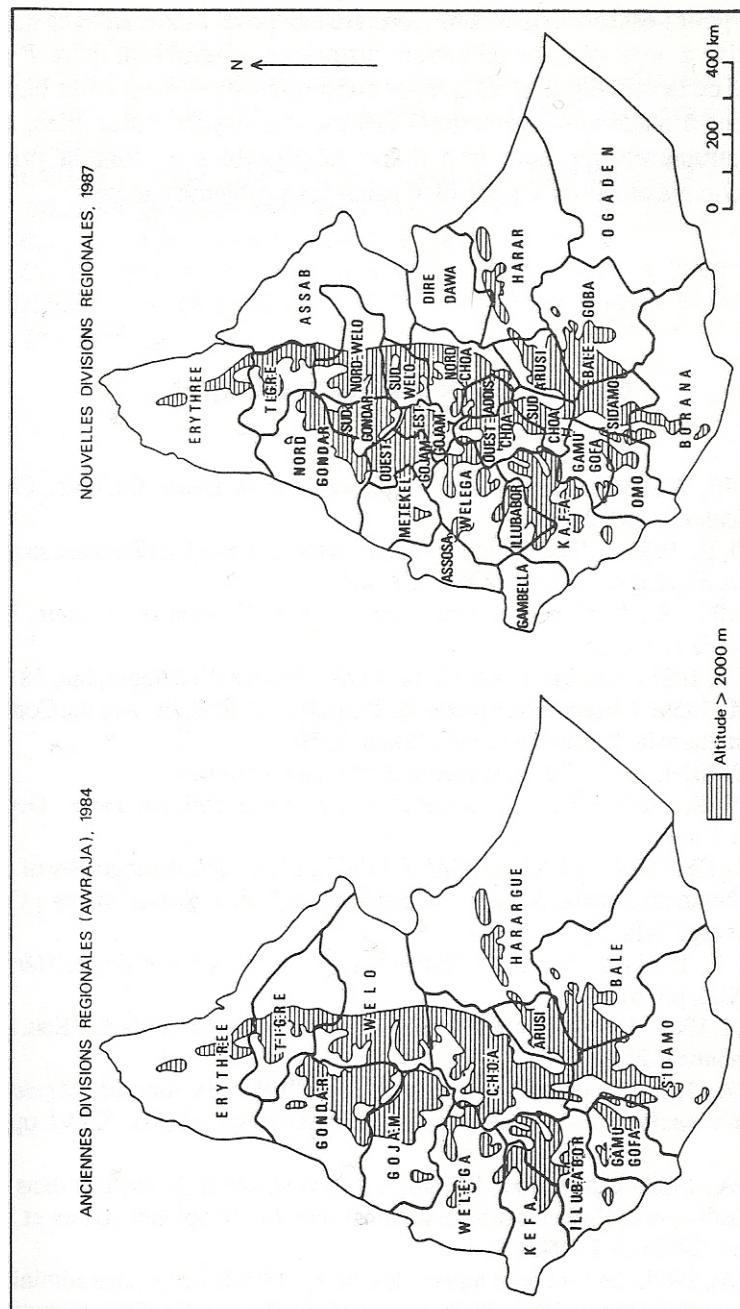 ANCIENNES DIVISIONS REGIONALES (AWRAJA), 1984
ERYTHREE
TIGRE
GONDAR
WELO
GOJAM
WELEGA
CHOA
HARARGUE
KEFA
ILLUBABOR
ARUSI
BALE
GAMU
GOFA
SIDAMO
Altitude > 2000 m
NOUVELLES DIVISIONS REGIONALES, 1987
N
ERYTHREE
TIGRE
ASSAB
NORD
GONDAR
SUD
GONDAR
NORD-WELO
SUD
WELO
METEKEL
OUEST
GOJAM
EST
GOJAM
ASSOSA
WELEGA
NORD
CHOA
DIRE
DAWA
ADDIS
OUEST
CHOA
GAMBELLA
ILLUBABOR
SUD
CHOA
ARUSI
HARAR
OGADEN
KAFA
GAMU
GOFA
BALE
GOBA
SIDAMO
OMO
BORANA
0 200 400 km